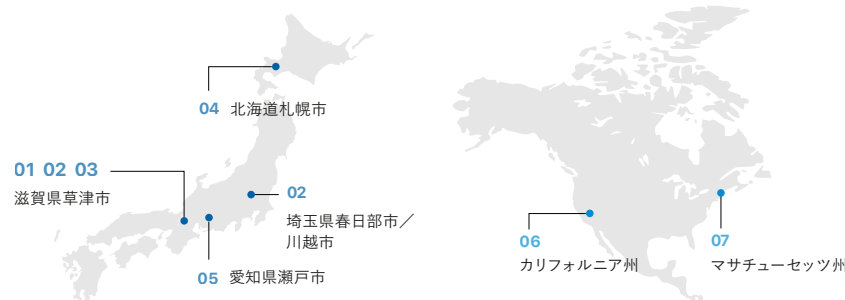 04 北海道札幌市
01 02 03
滋賀県草津市
02
埼玉県春日部市／
川越市
05 愛知県瀬戸市
06
カリフォルニア州
07
マサチューセッツ州